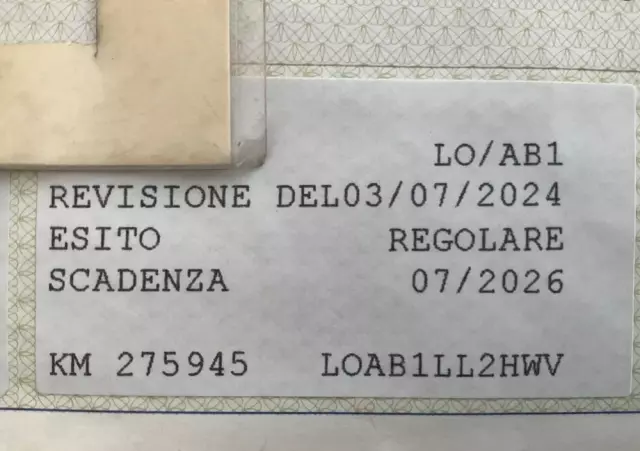 LO/AB1
REVISIONE DEL03/07/2024
ESITO REGOLARE
SCADENZA 07/2026
KM 275945 LOAB1LL2HWV